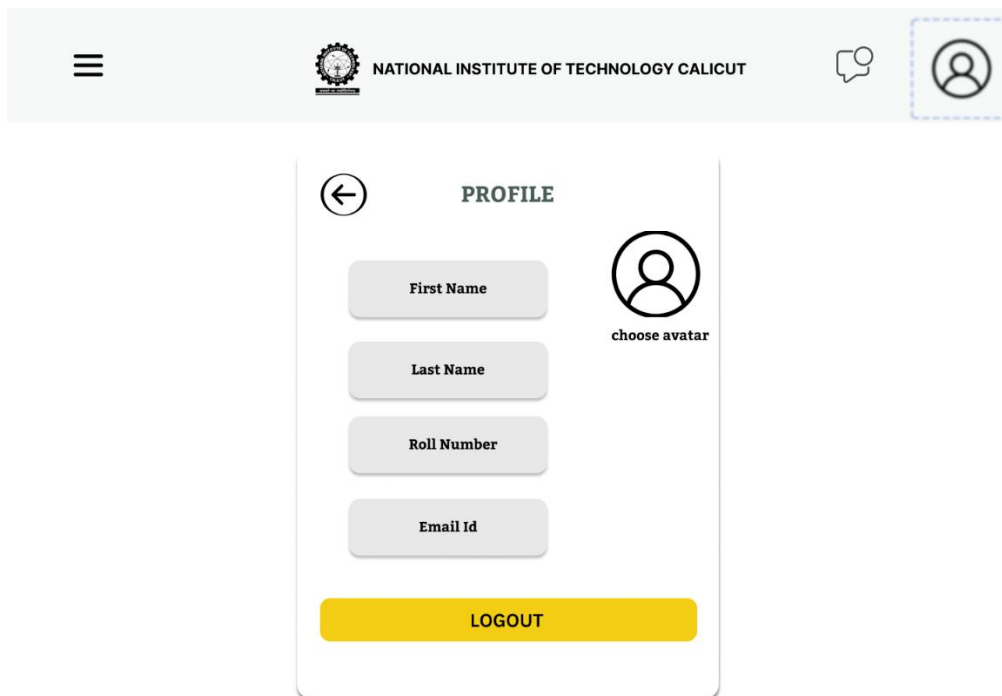 NATIONAL INSTITUTE OF TECHNOLOGY CALICUT
PROFILE
First Name
choose avatar
Last Name
Roll Number
Email Id
LOGOUT